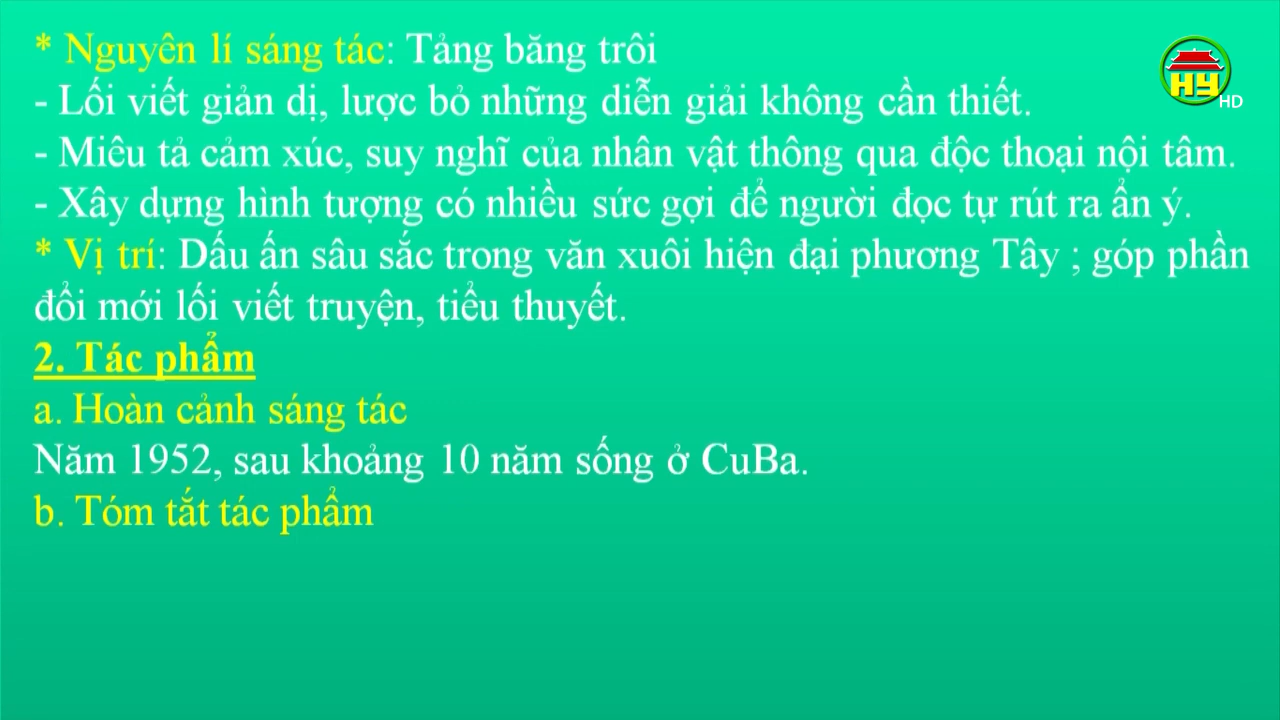 * Nguyên lí sáng tác: Tảng băng trôi
- Lối viết giản dị, lược bỏ những diễn giải không cần thiết.
- Miêu tả cảm xúc, suy nghĩ của nhân vật thông qua độc thoại nội tâm.
- Xây dựng hình tượng có nhiều sức gợi để người đọc tự rút ra ẩn ý.
* Vị trí: Dấu ấn sâu sắc trong văn xuôi hiện đại phương Tây ; góp phần
đổi mới lối viết truyện, tiểu thuyết.
2. Tác phẩm
a. Hoàn cảnh sáng tác
Năm 1952, sau khoảng 10 năm sống ở CuBa.
b. Tóm tắt tác phẩm
HY
HD